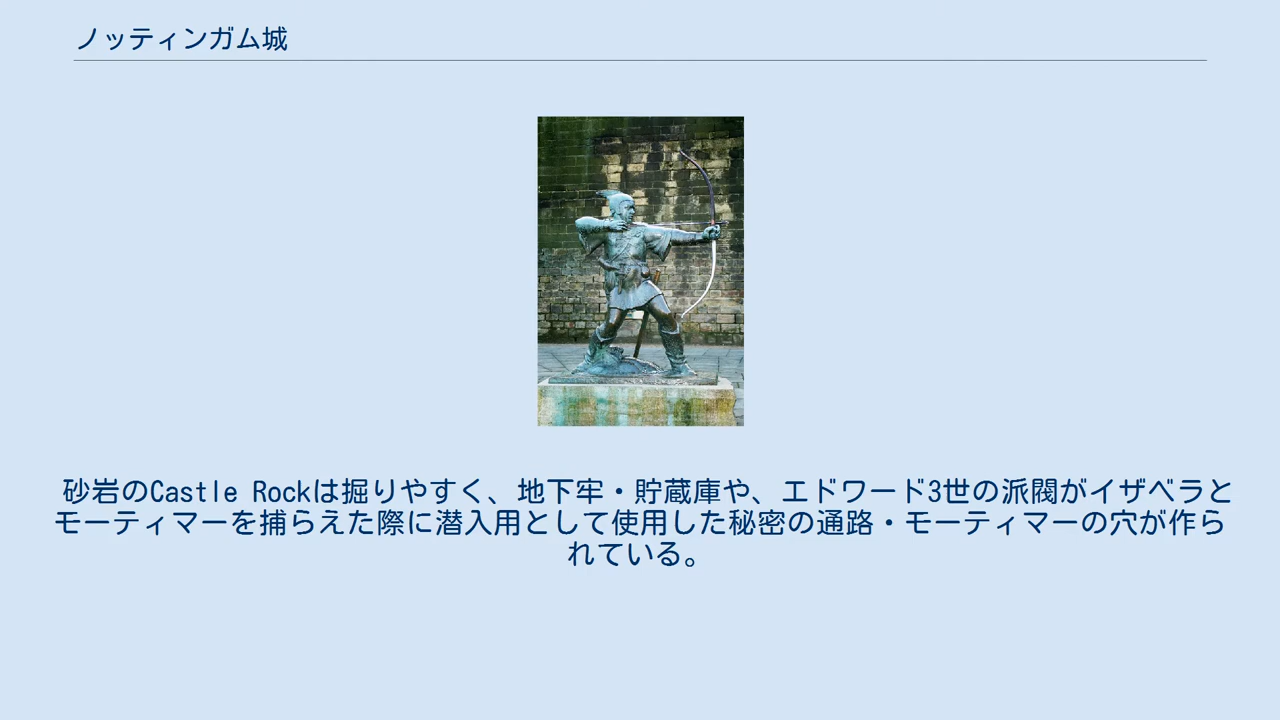 ノッティンガム城
砂岩のCastle Rockは掘りやすく、地下牢・貯蔵庫や、エドワード3世の派閥がイザベラと
モーティマーを捕らえた際に潜入用として使用した秘密の通路・モーティマーの穴が作ら
れている。